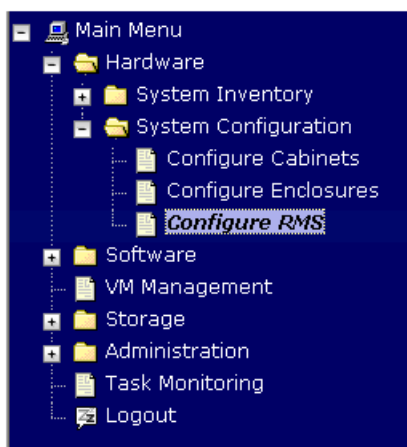 Main Menu
Hardware
System Inventory
System Configuration
Configure Cabinets
Configure Enclosures
Configure RMS
Software
VM Management
Storage
Administration
Task Monitoring
Logout